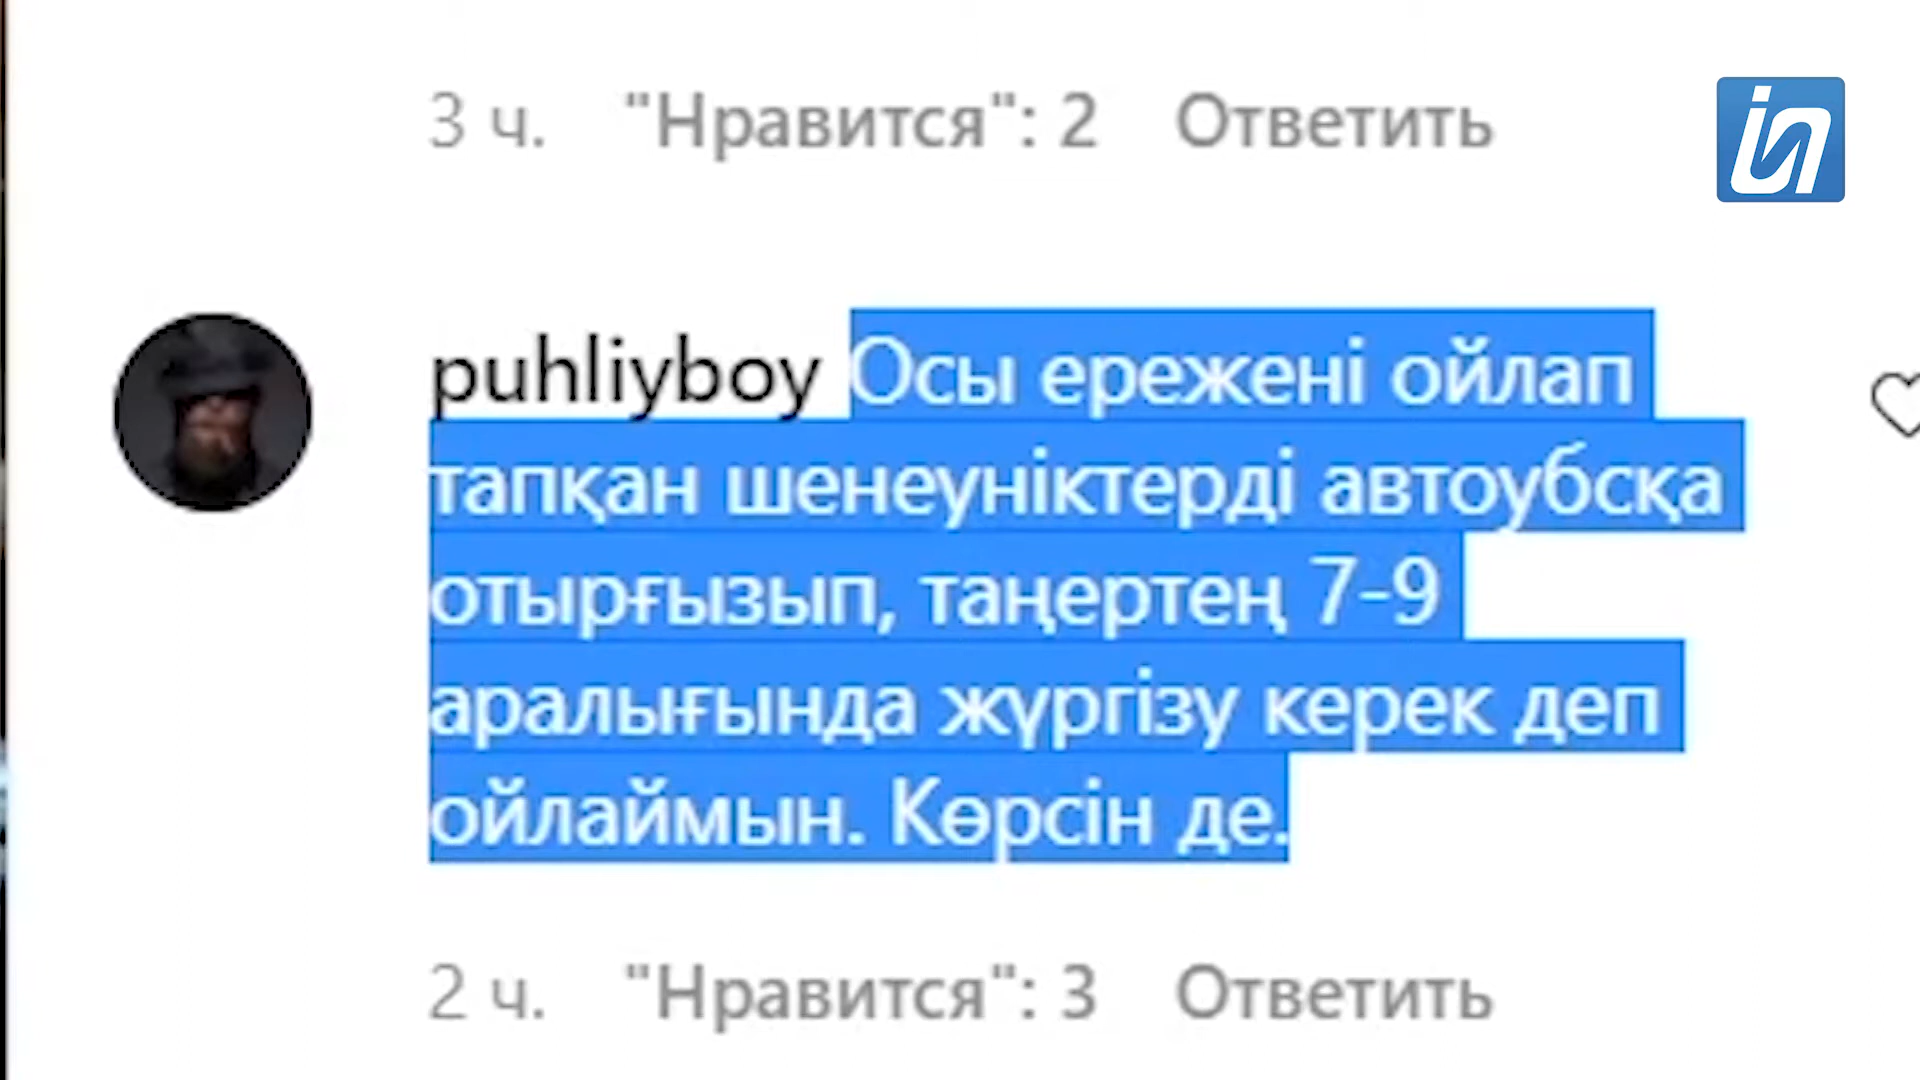 3 ч. "Нравится": 2 Ответить
in
puhliyboy Осы ережені ойлап
тапқан шенеуніктерді автоубсқа
отырғызып, таңертең 7-9
аралығында жүргізу керек деп
ойлаймын. Көрсін де.
2 ч. "Нравится": 3 Ответить